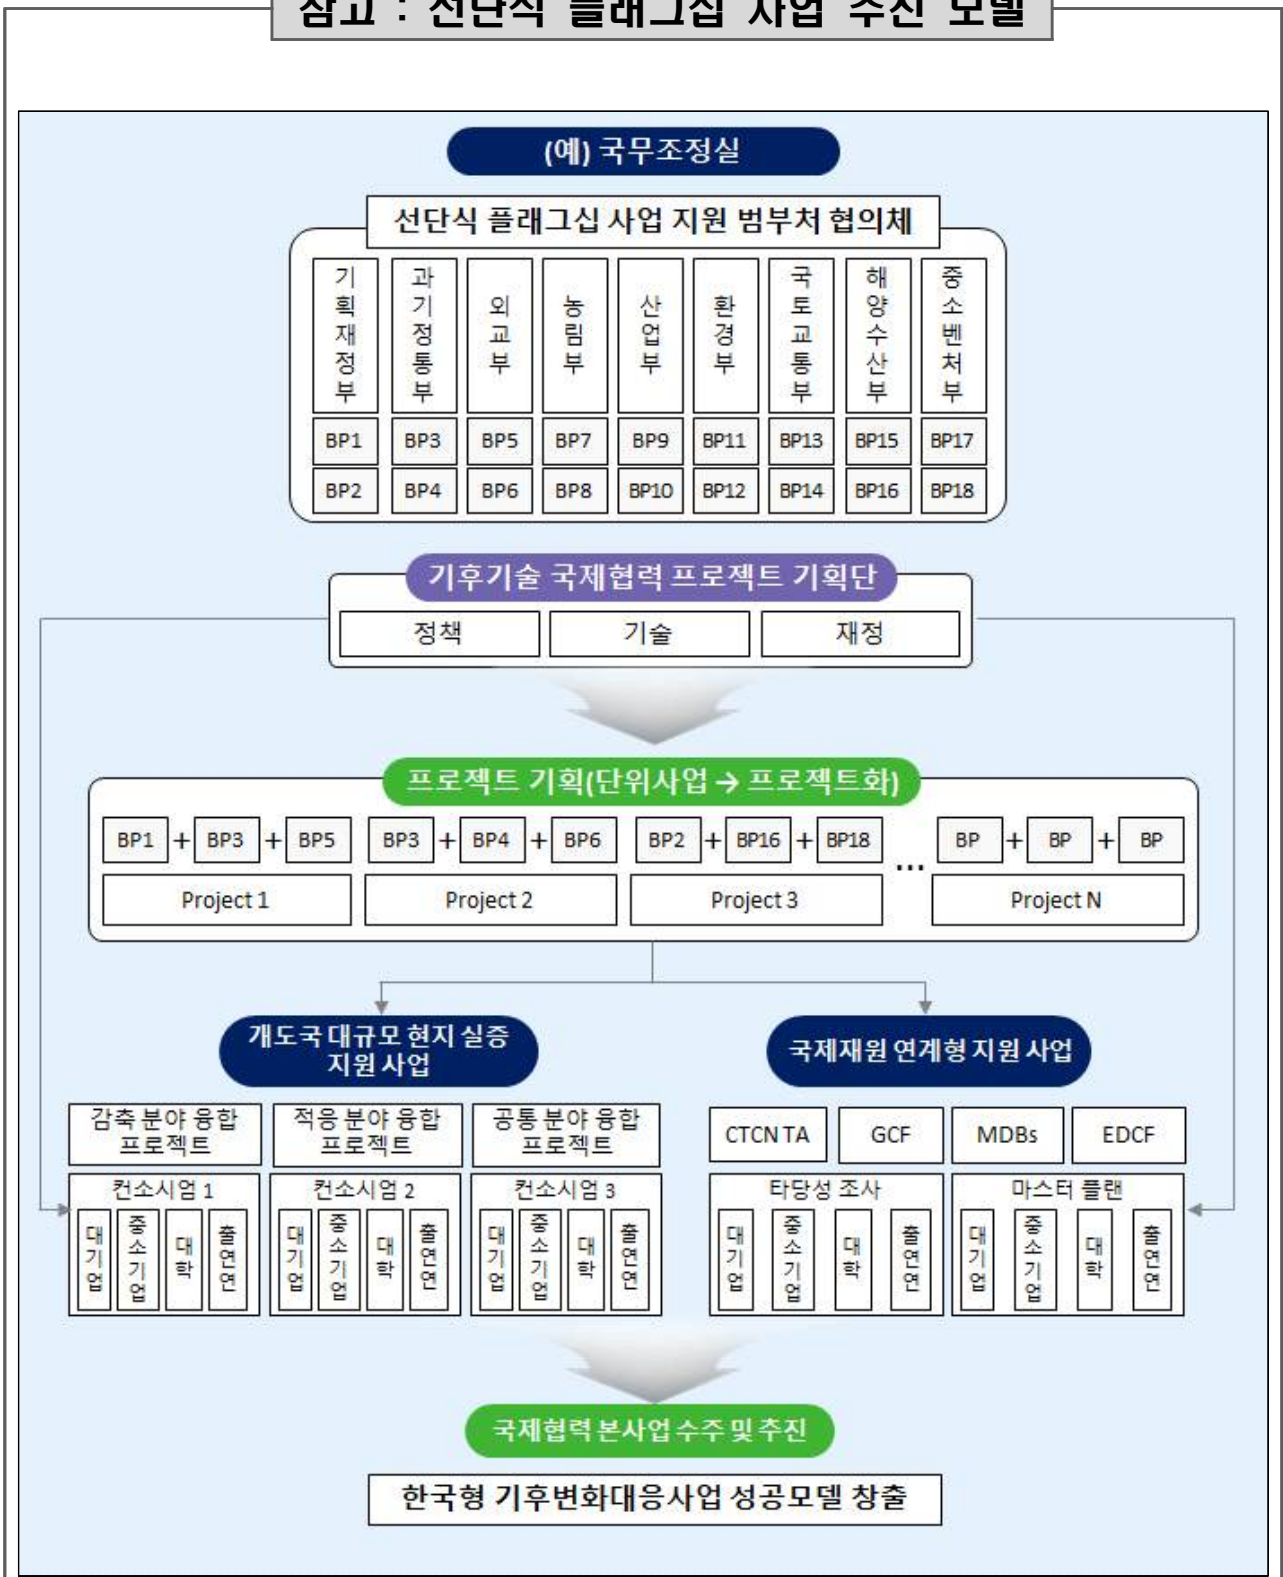 참고 : 선단식 플래그십 사업 추진 모델
(예) 국무조정실
선단식 플래그십 사업 지원 범부처 협의체
기획재정부 과기정통부 외교부 농림부 산업부 환경부 국토교통부 해양수산부 중소벤처부
BP1 BP3 BP5 BP7 BP9 BP11 BP13 BP15 BP17
BP2 BP4 BP6 BP8 BP10 BP12 BP14 BP16 BP18
기후기술 국제협력 프로젝트 기획단
정책 기술 재정
프로젝트 기획(단위사업 → 프로젝트화)
BP1 + BP3 + BP5 BP3 + BP4 + BP6 BP2 + BP16 + BP18 ... BP + BP + BP
Project 1 Project 2 Project 3 Project N
개도국 대규모 현지 실증
지원 사업
국제재원 연계형 지원 사업
감축 분야 융합
프로젝트
적응 분야 융합
프로젝트
공통 분야 융합
프로젝트
CTCN TA GCF MDBs EDCF
컨소시엄 1 컨소시엄 2 컨소시엄 3 타당성 조사 마스터 플랜
대기업 중소기업 대학 출연연 대기업 중소기업 대학 출연연 대기업 중소기업 대학 출연연 대기업 중소기업 대학 출연연 대기업 중소기업 대학 출연연
국제협력 본사업 수주 및 추진
한국형 기후변화대응사업 성공모델 창출